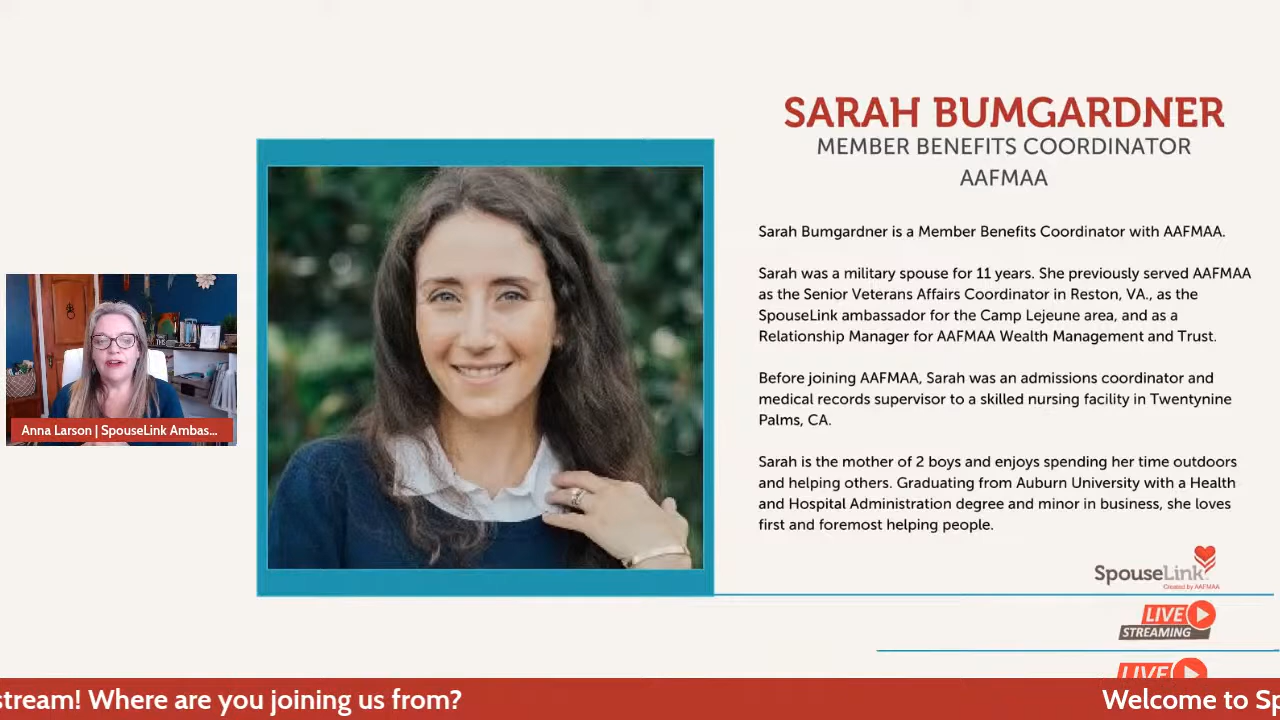 SARAH BUMGARDNER
MEMBER BENEFITS COORDINATOR
AAFMAA
Sarah Bumgardner is a Member Benefits Coordinator with AAFMAA.
Sarah was a military spouse for 11 years. She previously served AAFMAA
as the Senior Veterans Affairs Coordinator in Reston, VA., as the
SpouseLink ambassador for the Camp Lejeune area, and as a
Relationship Manager for AAFMAA Wealth Management and Trust.
Before joining AAFMAA, Sarah was an admissions coordinator and
medical records supervisor to a skilled nursing facility in Twentynine
Palms, CA.
Sarah is the mother of 2 boys and enjoys spending her time outdoors
and helping others. Graduating from Auburn University with a Health
and Hospital Administration degree and minor in business, she loves
first and foremost helping people.
Anna Larson | SpouseLink Ambas...
SpouseLink
Created by AAFMAA
LIVE
STREAMING
LIVE
stream! Where are you joining us from?
Welcome to Sp